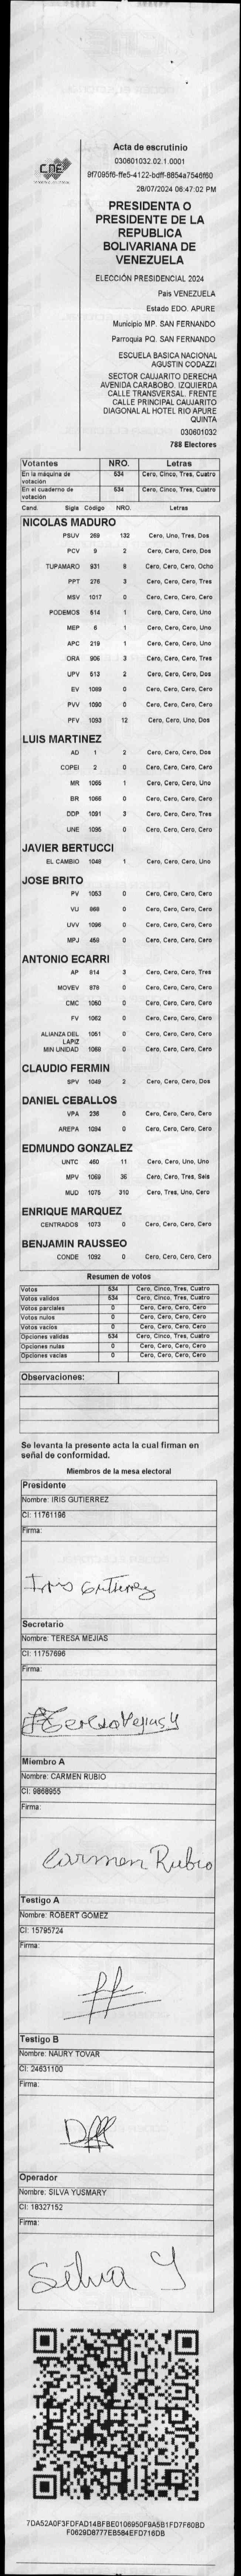 CNE
Acta de escrutinio
030601032.02.1.0001
28/07/2024 06:47:02 PM
PRESIDENTA O
PRESIDENTE DE LA
REPUBLICA
BOLIVARIANA DE
VENEZUELA
ELECCIÓN PRESIDENCIAL 2024
Pais VENEZUELA
Estado EDO. APURE
Municipio MP. SAN FERNANDO
Parroquia PQ. SAN FERNANDO
ESCUELA BASICA NACIONAL
AGUSTIN CODAZZI
SECTOR CAUJARITO DERECHA
AVENIDA CARABOBO. IZQUIERDA
CALLE TRANSVERSAL. FRENTE
CALLE PRINCIPAL CAUJARITO
DIAGONAL AL HOTEL RIO APURE
QUINTA
030601032
788 Electores
Votantes NRO. Letras
En la máquina de votación 534 Cero, Cinco, Tres, Cuatro
En el cuaderno de votación 534 Cero, Cinco, Tres, Cuatro
Cand. Sigla Código NRO. Letras
NICOLAS MADURO
PSUV 269 132 Cero, Uno, Tres, Dos
PCV 9 2 Cero, Cero, Cero, Dos
TUPAMARO 931 8 Cero, Cero, Cero, Ocho
PPT 276 3 Cero, Cero, Cero, Tres
MSV 1017 0 Cero, Cero, Cero, Cero
PODEMOS 614 1 Cero, Cero, Cero, Uno
MEP 6 1 Cero, Cero, Cero, Uno
APC 219 1 Cero, Cero, Cero, Uno
ORA 906 3 Cero, Cero, Cero, Tres
UPV 513 2 Cero, Cero, Cero, Dos
EV 1089 0 Cero, Cero, Cero, Cero
PVV 1090 0 Cero, Cero, Cero, Cero
PFV 1093 12 Cero, Cero, Uno, Dos
LUIS MARTINEZ
AD 1 2 Cero, Cero, Cero, Dos
COPEI 2 0 Cero, Cero, Cero, Cero
MR 1065 1 Cero, Cero, Cero, Uno
BR 1066 0 Cero, Cero, Cero, Cero
DDP 1091 3 Cero, Cero, Cero, Tres
UNE 1095 0 Cero, Cero, Cero, Cero
JAVIER BERTUCCI
EL CAMBIO 1048 1 Cero, Cero, Cero, Uno
JOSE BRITO
PV 1053 0 Cero, Cero, Cero, Cero
VU 868 0 Cero, Cero, Cero, Cero
UVV 1096 0 Cero, Cero, Cero, Cero
MPJ 458 0 Cero, Cero, Cero, Cero
ANTONIO ECARRI
AP 814 3 Cero, Cero, Cero, Tres
MOVEV 878 0 Cero, Cero, Cero, Cero
CMC 1050 0 Cero, Cero, Cero, Cero
FV 1052 0 Cero, Cero, Cero, Cero
ALIANZA DEL LAPIZ 1051 0 Cero, Cero, Cero, Cero
MIN UNIDAD 1068 0 Cero, Cero, Cero, Cero
CLAUDIO FERMIN
SPV 1049 2 Cero, Cero, Cero, Dos
DANIEL CEBALLOS
VPA 238 0 Cero, Cero, Cero, Cero
AREPA 1094 0 Cero, Cero, Cero, Cero
EDMUNDO GONZALEZ
UNTC 460 11 Cero, Cero, Uno, Uno
MPV 1069 36 Cero, Cero, Tres, Seis
MUD 1075 310 Cero, Tres, Uno, Cero
ENRIQUE MARQUEZ
CENTRADOS 1073 0 Cero, Cero, Cero, Cero
BENJAMIN RAUSSEO
CONDE 1092 0 Cero, Cero, Cero, Cero
Resumen de votos
Votos 534 Cero, Cinco, Tres, Cuatro
Votos validos 534 Cero, Cinco, Tres, Cuatro
Votos parciales 0 Cero, Cero, Cero, Cero
Votos nulos 0 Cero, Cero, Cero, Cero
Votos vacios 0 Cero, Cero, Cero, Cero
Opciones validas 534 Cero, Cinco, Tres, Cuatro
Opciones nulas 0 Cero, Cero, Cero, Cero
Opciones vacias 0 Cero, Cero, Cero, Cero
Observaciones:
Se levanta la presente acta la cual firman en
señal de conformidad.
Miembros de la mesa electoral
Presidente
Nombre: IRIS GUTIERREZ
CI: 11761196
Firma:
Iris Gutierrez
Secretario
Nombre: TERESA MEJIAS
CI: 11757696
Firma:
Miembro A
Nombre: CARMEN RUBIO
CI: 9868955
Firma:
Carmen Rubio
Testigo A
Nombre: ROBERT GOMEZ
CI: 15795724
Firma:
Testigo B
Nombre: NAURY TOVAR
CI: 24631100
Firma:
Operador
Nombre: SILVA YUSMARY
CI: 18327152
Firma:
Silva Y
7DA52A0F3FDFAD14BFBE0106950F9A5B1FD7F60BD
F0629D8777EB584EFD716DB